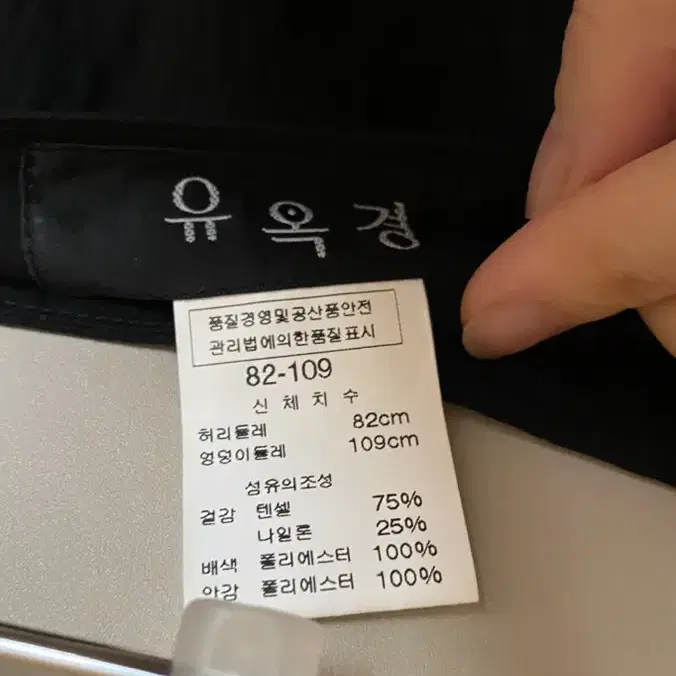 유옥경
품질경영및공산품안전
관리법에의한품질표시
82-109
신 체 치 수
허리둘레 82cm
엉덩이둘레 109cm
섬유의조성
겉감 텐셀 75%
나일론 25%
배색 폴리에스터 100%
안감 폴리에스터 100%